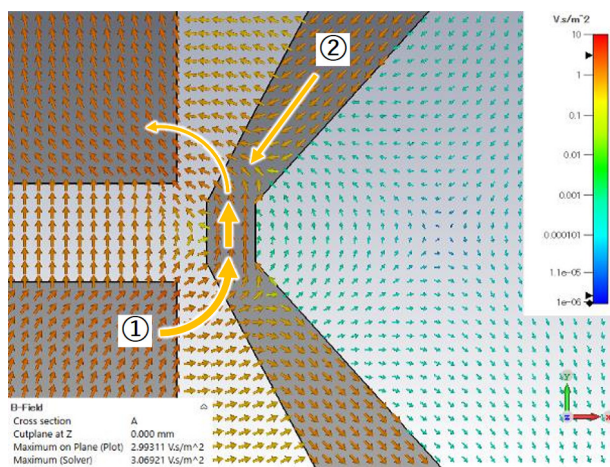 V.s/m^2
10
1
0.1
0.01
0.001
0.000101
1.1e-05
1e-06
②
①
B-Field
Cross section A
Cutplane at Z 0.000 mm
Maximum on Plane (Plot) 2.99311 V.s/m^2
Maximum (Solver) 3.06921 V.s/m^2
Y